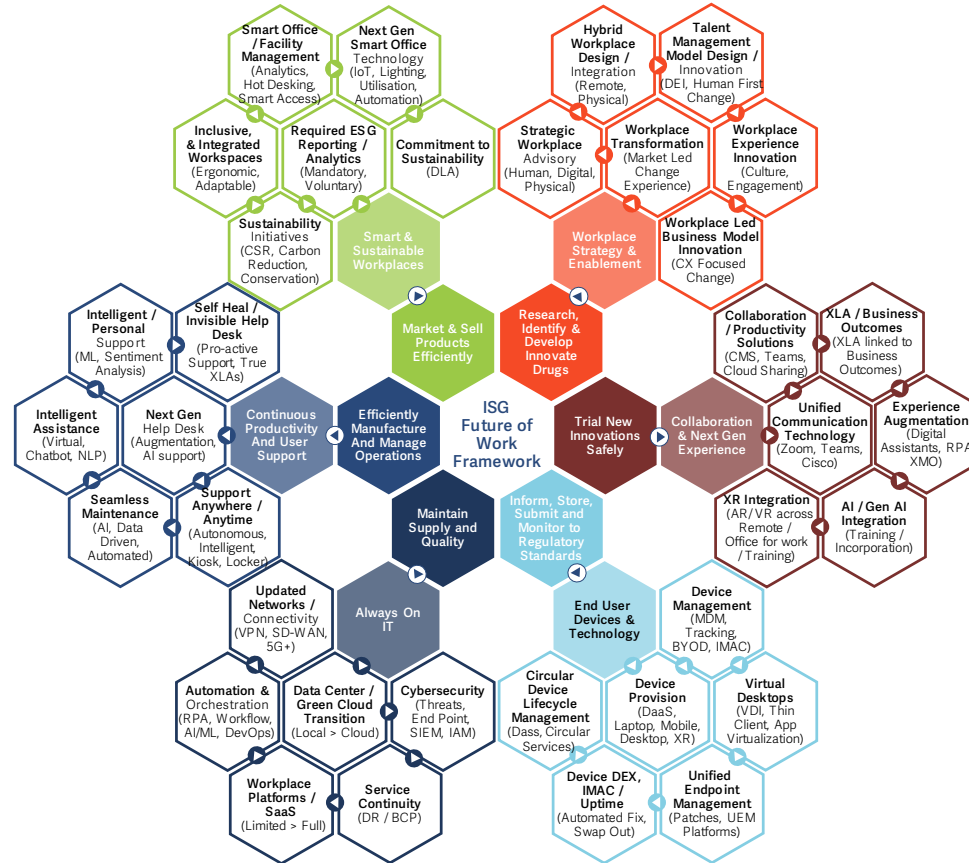 Smart Office
/ Facility
Management
(Analytics,
Hot Desking,
Smart Access)
Next Gen
Smart Office
Technology
(IoT, Lighting,
Utilisation,
Automation)
Inclusive,
& Integrated
Workspaces
(Ergonomic,
Adaptable)
Required ESG
Reporting /
Analytics
(Mandatory,
Voluntary)
Commitment to
Sustainability
(DLA)
Sustainability
Initiatives
(CSR, Carbon
Reduction,
Conservation)
Smart &
Sustainable
Workplaces
Market & Sell
Products
Efficiently
Hybrid
Workplace
Design /
Integration
(Remote,
Physical)
Talent
Management
Model Design /
Innovation
(DEI, Human First
Change)
Strategic
Workplace
Advisory
(Human, Digital,
Physical)
Workplace
Transformation
(Market Led
Change
Experience)
Workplace
Experience
Innovation
(Culture,
Engagement)
Workplace
Strategy &
Enablement
Workplace Led
Business Model
Innovation
(CX Focused
Change)
Research,
Identify &
Develop
Innovate
Drugs
Intelligent /
Personal
Support
(ML, Sentiment
Analysis)
Self Heal /
Invisible Help
Desk
(Pro-active
Support, True
XLAs)
Intelligent
Assistance
(Virtual,
Chatbot, NLP)
Next Gen
Help Desk
(Augmentation,
AI support)
Continuous
Productivity
And User
Support
Efficiently
Manufacture
And Manage
Operations
Seamless
Maintenance
(AI, Data
Driven,
Automated)
Support
Anywhere /
Anytime
(Autonomous,
Intelligent,
Kiosk, Locker)
ISG
Future of
Work
Framework
Trial New
Innovations
Safely
Collaboration
& Next Gen
Experience
Collaboration
/ Productivity
Solutions
(CMS, Teams,
Cloud Sharing)
XLA / Business
Outcomes
(XLA linked to
Business
Outcomes)
Unified
Communication
Technology
(Zoom, Teams,
Cisco)
Experience
Augmentation
(Digital
Assistants, RPA
XMO)
XR Integration
(AR/VR across
Remote /
Office for work
/ Training)
AI / Gen AI
Integration
(Training /
Incorporation)
Maintain
Supply and
Quality
Always On
IT
Updated
Networks /
Connectivity
(VPN, SD-WAN,
5G+)
Automation &
Orchestration
(RPA, Workflow,
AI/ML, DevOps)
Data Center /
Green Cloud
Transition
(Local > Cloud)
Cybersecurity
(Threats,
End Point,
SIEM, IAM)
Workplace
Platforms /
SaaS
(Limited > Full)
Service
Continuity
(DR / BCP)
Inform, Store,
Submit and
Monitor to
Regulatory
Standards
End User
Devices &
Technology
Device
Management
(MDM,
Tracking,
BYOD, IMAC)
Circular
Device
Lifecycle
Management
(Dass, Circular
Services)
Device
Provision
(DaaS,
Laptop, Mobile,
Desktop, XR)
Virtual
Desktops
(VDI, Thin
Client, App
Virtualization)
Device DEX,
IMAC /
Uptime
(Automated Fix,
Swap Out)
Unified
Endpoint
Management
(Patches, UEM
Platforms)